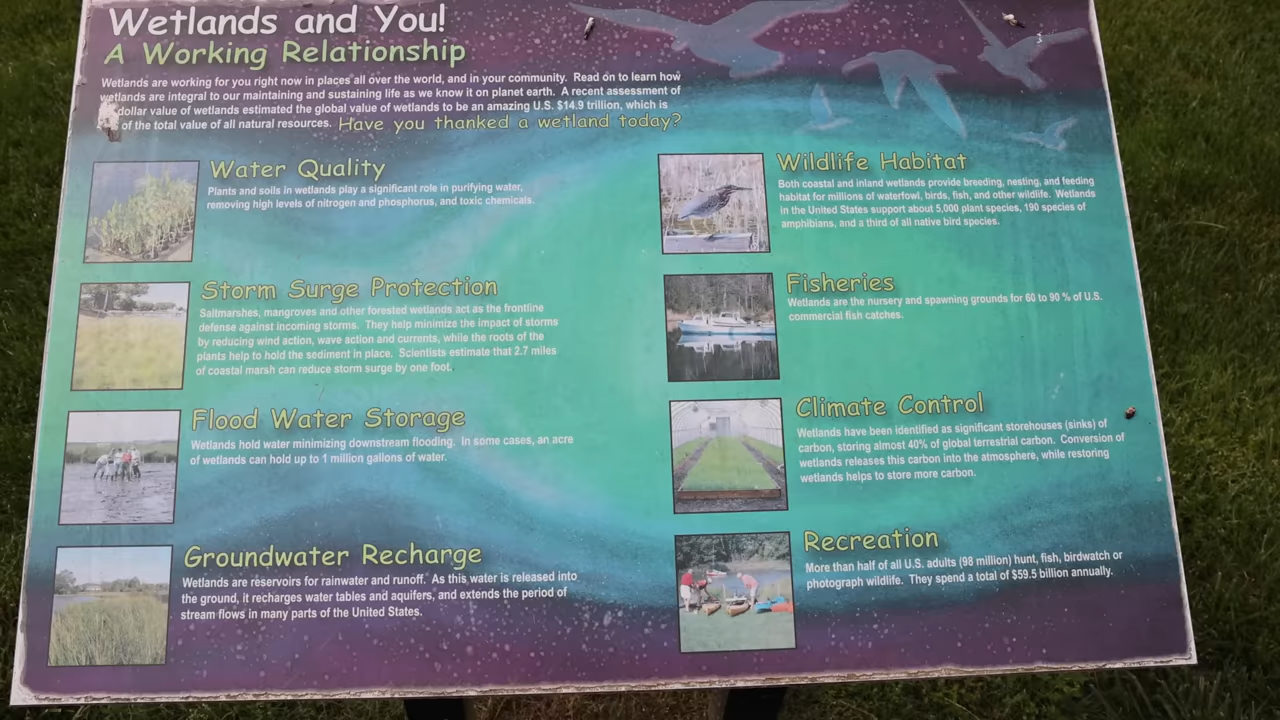 Wetlands and You!
A Working Relationship
Wetlands are working for you right now in places all over the world, and in your community. Read on to learn how
wetlands are integral to our maintaining and sustaining life as we know it on planet earth. A recent assessment of
dollar value of wetlands estimated the global value of wetlands to be an amazing U.S. $14.9 trillion, which is
of the total value of all natural resources. Have you thanked a wetland today?
Water Quality
Plants and soils in wetlands play a significant role in purifying water,
removing high levels of nitrogen and phosphorus, and toxic chemicals.
Storm Surge Protection
Saltmarshes, mangroves and other forested wetlands act as the frontline
defense against incoming storms. They help minimize the impact of storms
by reducing wind action, wave action and currents, while the roots of the
plants help to hold the sediment in place. Scientists estimate that 2.7 miles
of coastal marsh can reduce storm surge by one foot.
Flood Water Storage
Wetlands hold water minimizing downstream flooding. In some cases, an acre
of wetlands can hold up to 1 million gallons of water.
Groundwater Recharge
Wetlands are reservoirs for rainwater and runoff. As this water is released into
the ground, it recharges water tables and aquifers, and extends the period of
stream flows in many parts of the United States.
Wildlife Habitat
Both coastal and inland wetlands provide breeding, nesting, and feeding
habitat for millions of waterfowl, birds, fish, and other wildlife. Wetlands
in the United States support about 5,000 plant species, 190 species of
amphibians, and a third of all native bird species.
Fisheries
Wetlands are the nursery and spawning grounds for 60 to 90 % of U.S.
commercial fish catches.
Climate Control
Wetlands have been identified as significant storehouses (sinks) of
carbon, storing almost 40% of global terrestrial carbon. Conversion of
wetlands releases this carbon into the atmosphere, while restoring
wetlands helps to store more carbon.
Recreation
More than half of all U.S. adults (98 million) hunt, fish, birdwatch or
photograph wildlife. They spend a total of $59.5 billion annually.